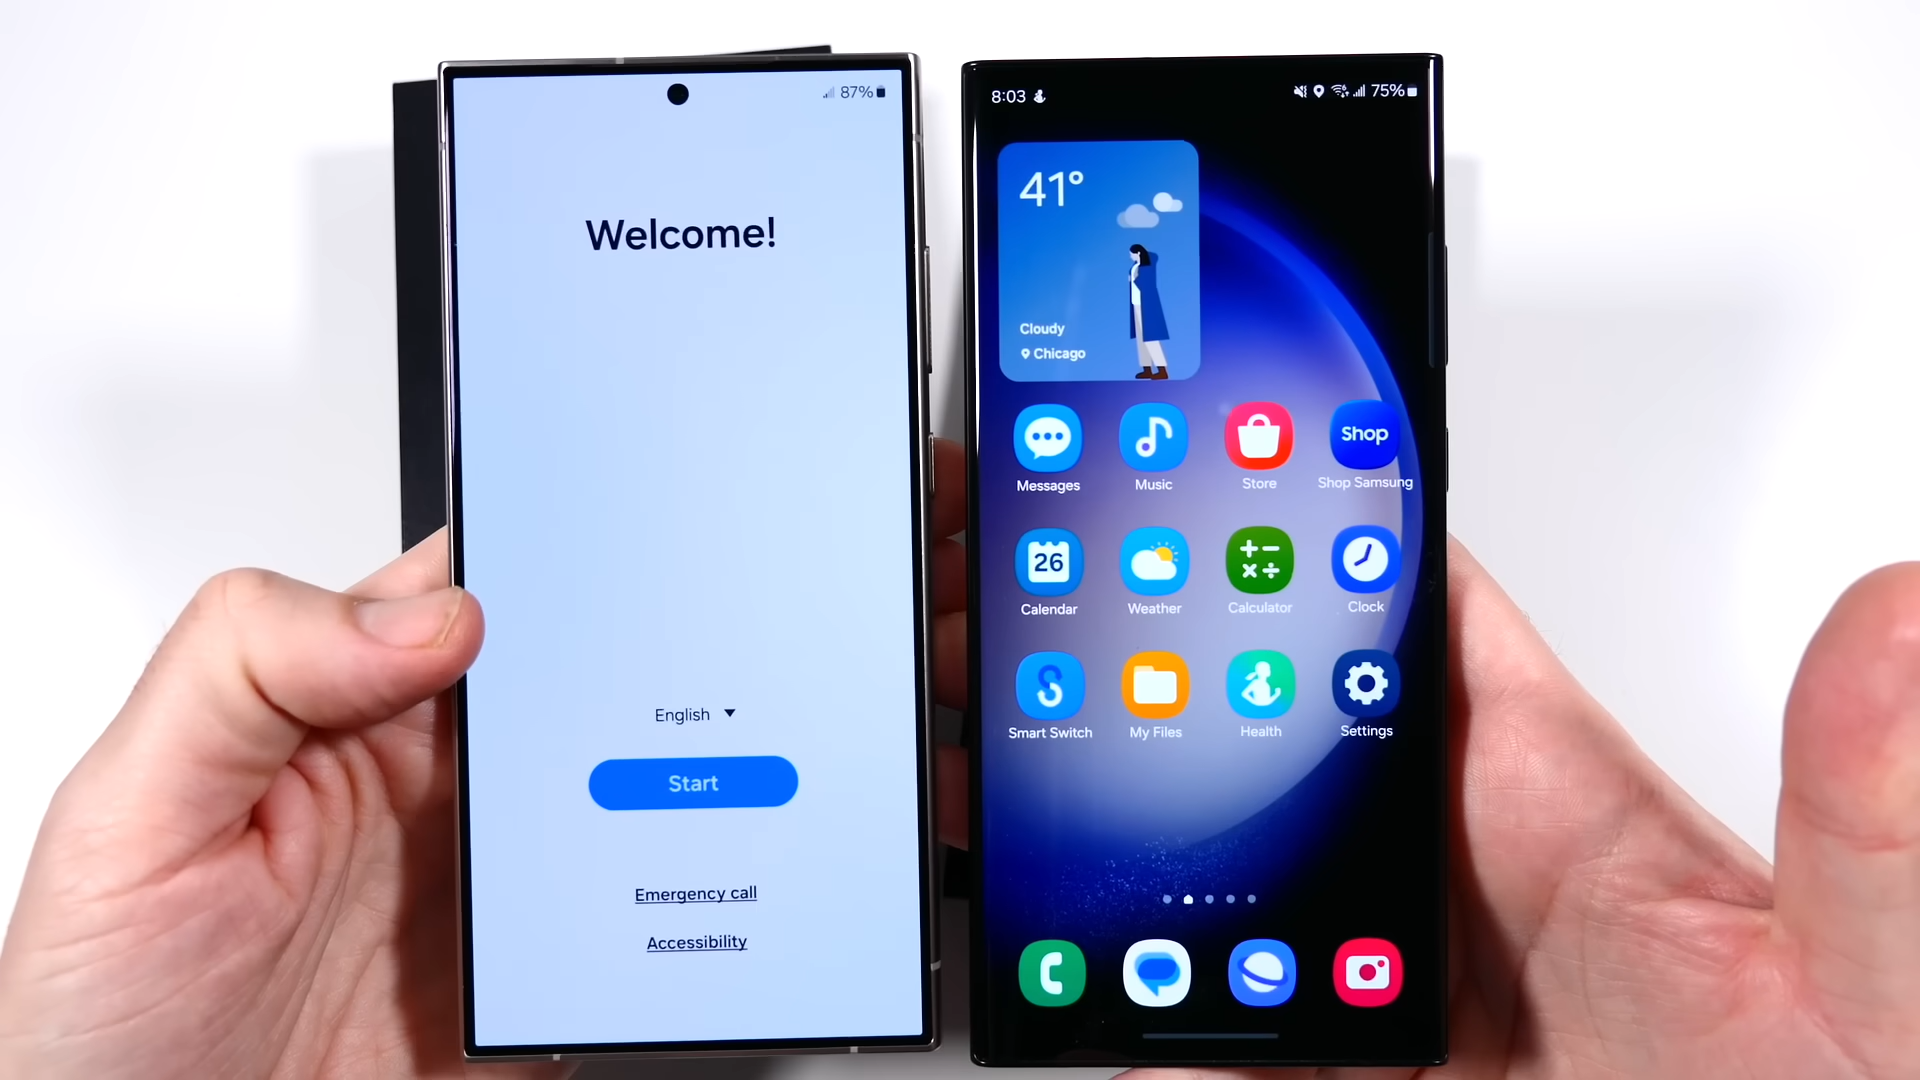 87%
Welcome!
English
Start
Emergency call
Accessibility
8:03
75%
41°
Cloudy
Chicago
Shop
Messages
Music
Store
Shop Samsung
26
Calendar
Weather
Calculator
Clock
Smart Switch
My Files
Health
Settings